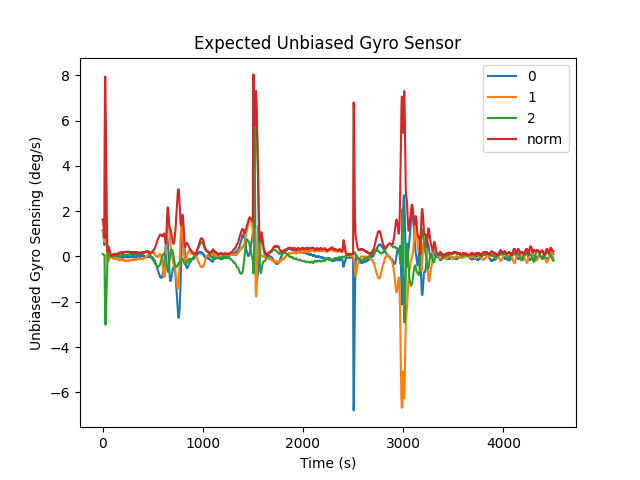 Expected Unbiased Gyro Sensor
Unbiased Gyro Sensing (deg/s)
8
6
4
2
0
−2
−4
−6
0
1
2
norm
0 1000 2000 3000 4000
Time (s)